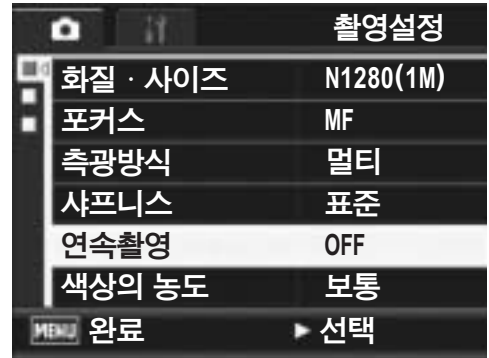 촬영설정
화질 · 사이즈 N1280(1M)
포커스 MF
측광방식 멀티
샤프니스 표준
연속촬영 OFF
색상의 농도 보통
MENU 완료 ▶ 선택